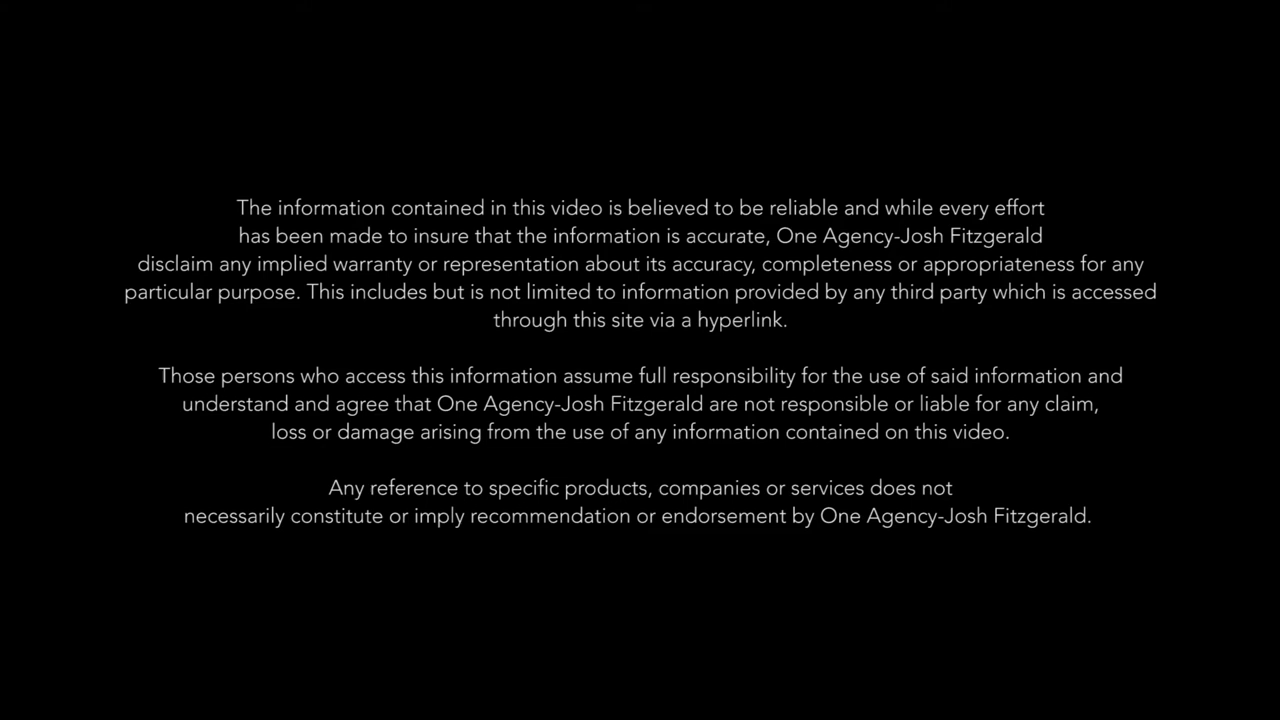 The information contained in this video is believed to be reliable and while every effort
has been made to insure that the information is accurate, One Agency-Josh Fitzgerald
disclaim any implied warranty or representation about its accuracy, completeness or appropriateness for any
particular purpose. This includes but is not limited to information provided by any third party which is accessed
through this site via a hyperlink.
Those persons who access this information assume full responsibility for the use of said information and
understand and agree that One Agency-Josh Fitzgerald are not responsible or liable for any claim,
loss or damage arising from the use of any information contained on this video.
Any reference to specific products, companies or services does not
necessarily constitute or imply recommendation or endorsement by One Agency-Josh Fitzgerald.